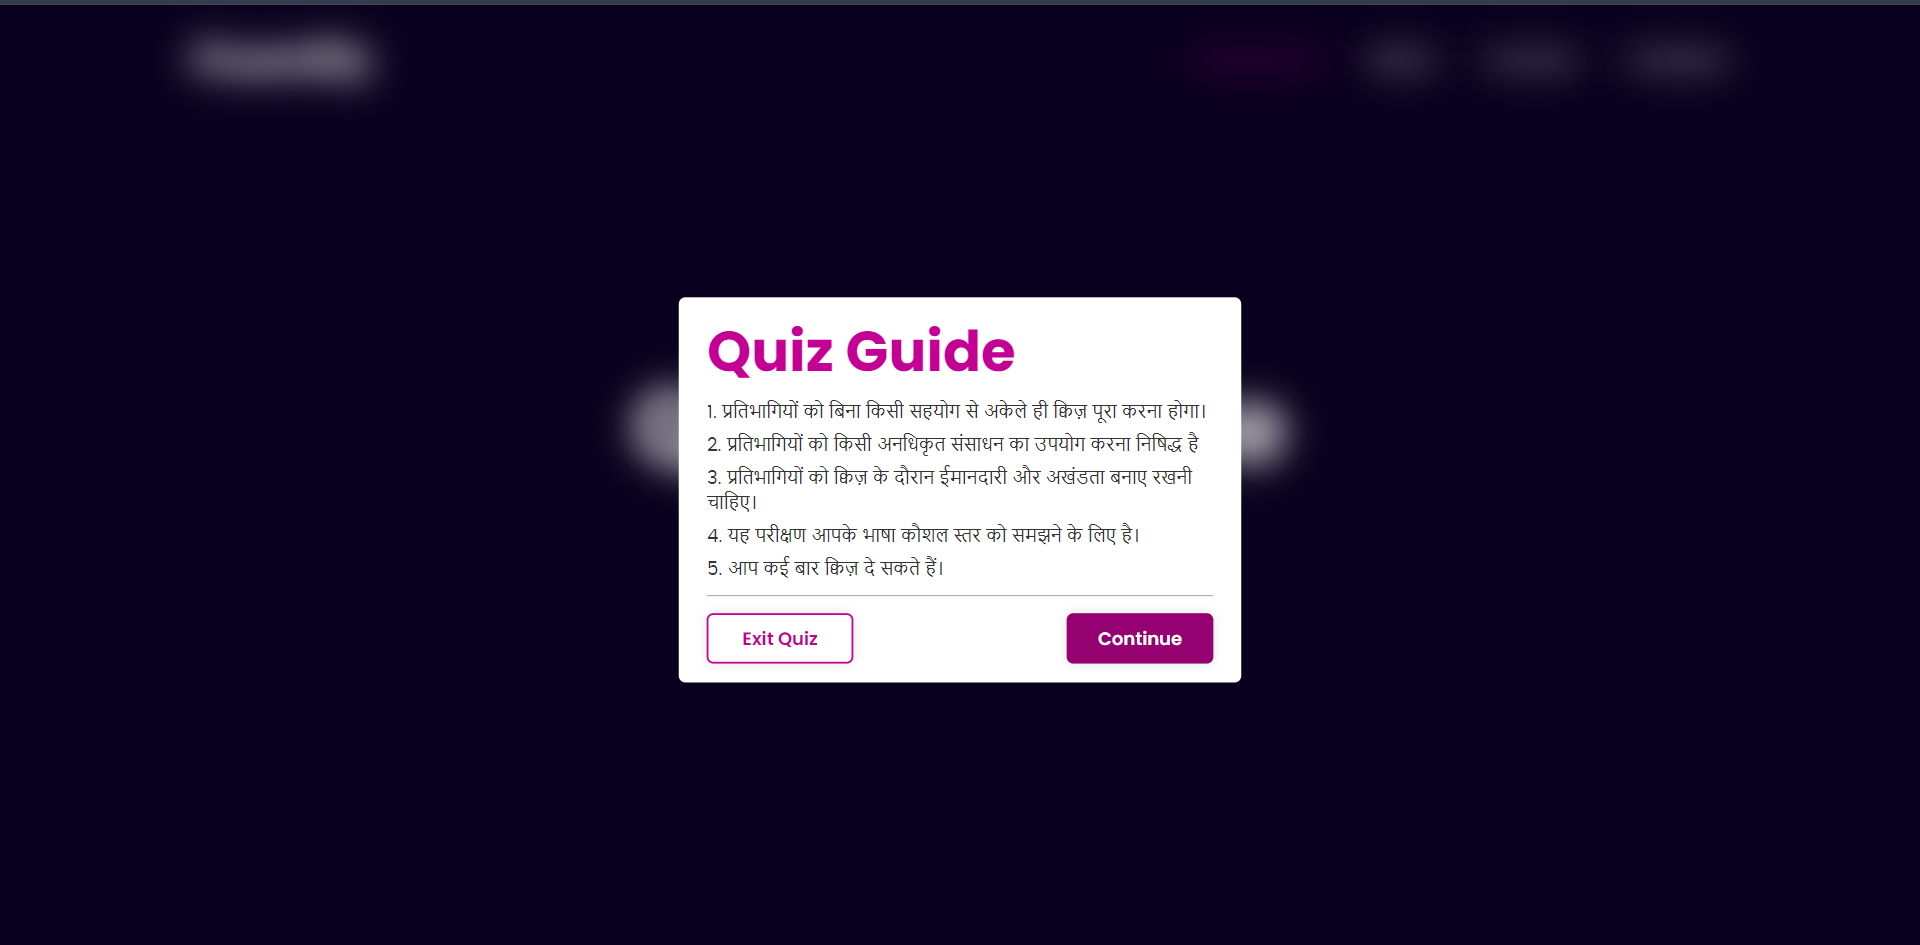 Quiz Guide
1. प्रतिभागियों को बिना किसी सहयोग से अकेले ही क्विज़ पूरा करना होगा।
2. प्रतिभागियों को किसी अनधिकृत संसाधन का उपयोग करना निषिद्ध है
3. प्रतिभागियों को क्विज़ के दौरान ईमानदारी और अखंडता बनाए रखनी
चाहिए।
4. यह परीक्षण आपके भाषा कौशल स्तर को समझने के लिए है।
5. आप कई बार क्विज़ दे सकते हैं।
Exit Quiz
Continue